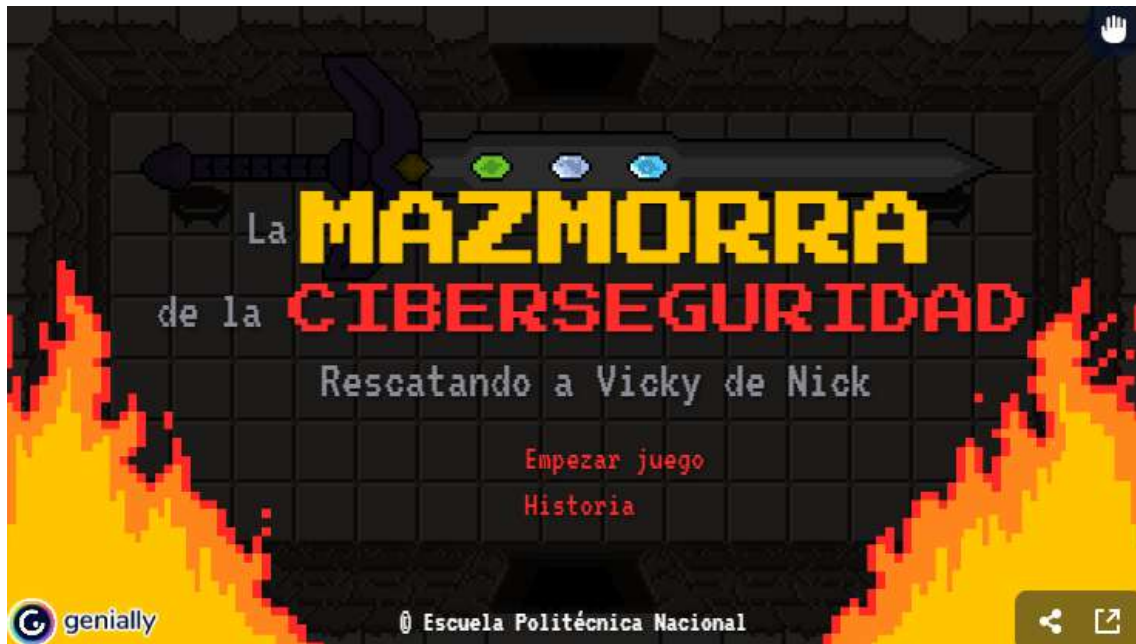 La MAZMORRA
de la CIBERSEGURIDAD
Rescatando a Vicky de Nick
Empezar juego
Historia
genially
© Escuela Politécnica Nacional